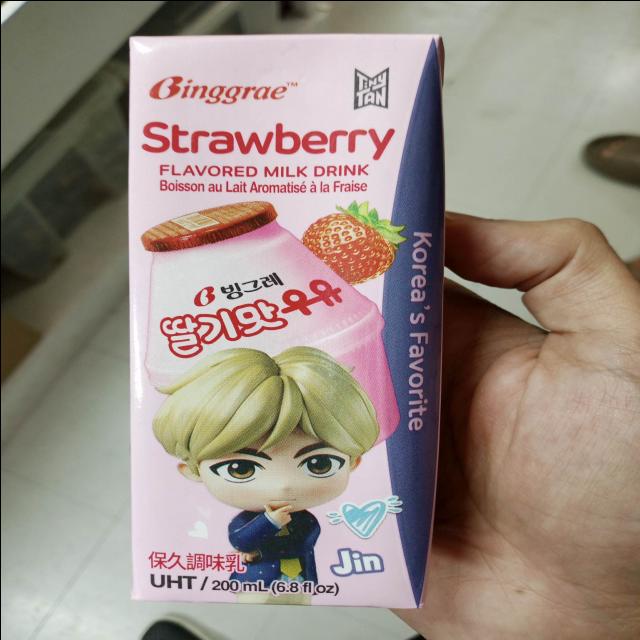 Binggrae™
TinyTAN
Strawberry
FLAVORED MILK DRINK
Boisson au Lait Aromatisé à la Fraise
빙그레
딸기맛우유
Korea's Favorite
Jin
保久調味乳
UHT / 200 mL (6.8 fl oz)